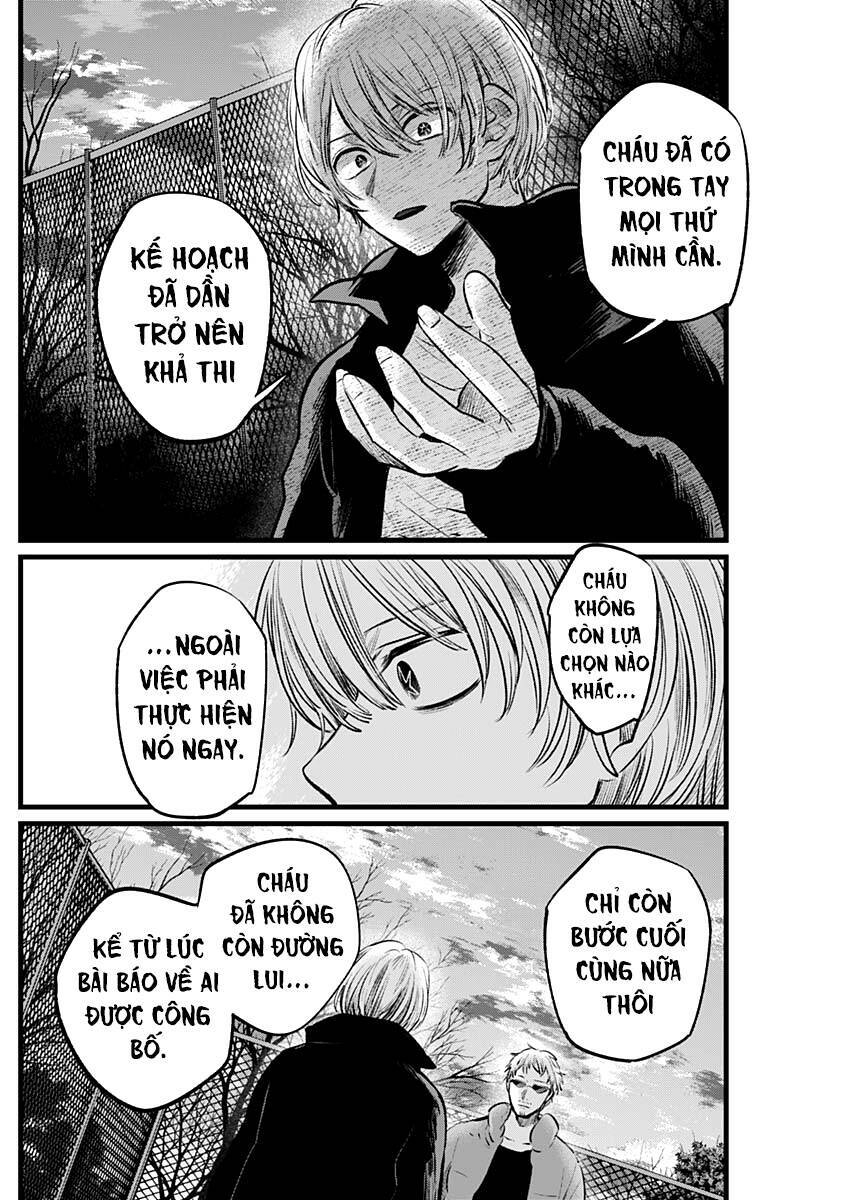 CHÁU ĐÃ CÓ
TRONG TAY
MỌI THỨ
MÌNH CẦN.
KẾ HOẠCH
ĐÃ DẦN
TRỞ NÊN
KHẢ THI
CHÁU
KHÔNG
CÒN LỰA
CHỌN NÀO
KHÁC...
...NGOÀI
VIỆC PHẢI
THỰC HIỆN
NÓ NGAY.
CHỈ CÒN
BƯỚC CUỐI
CÙNG NỮA
THÔI
CHÁU
ĐÃ KHÔNG
CÒN ĐƯỜNG
LUI...
KỂ TỪ LÚC
BÀI BÁO VỀ AI
ĐƯỢC CÔNG
BỐ.